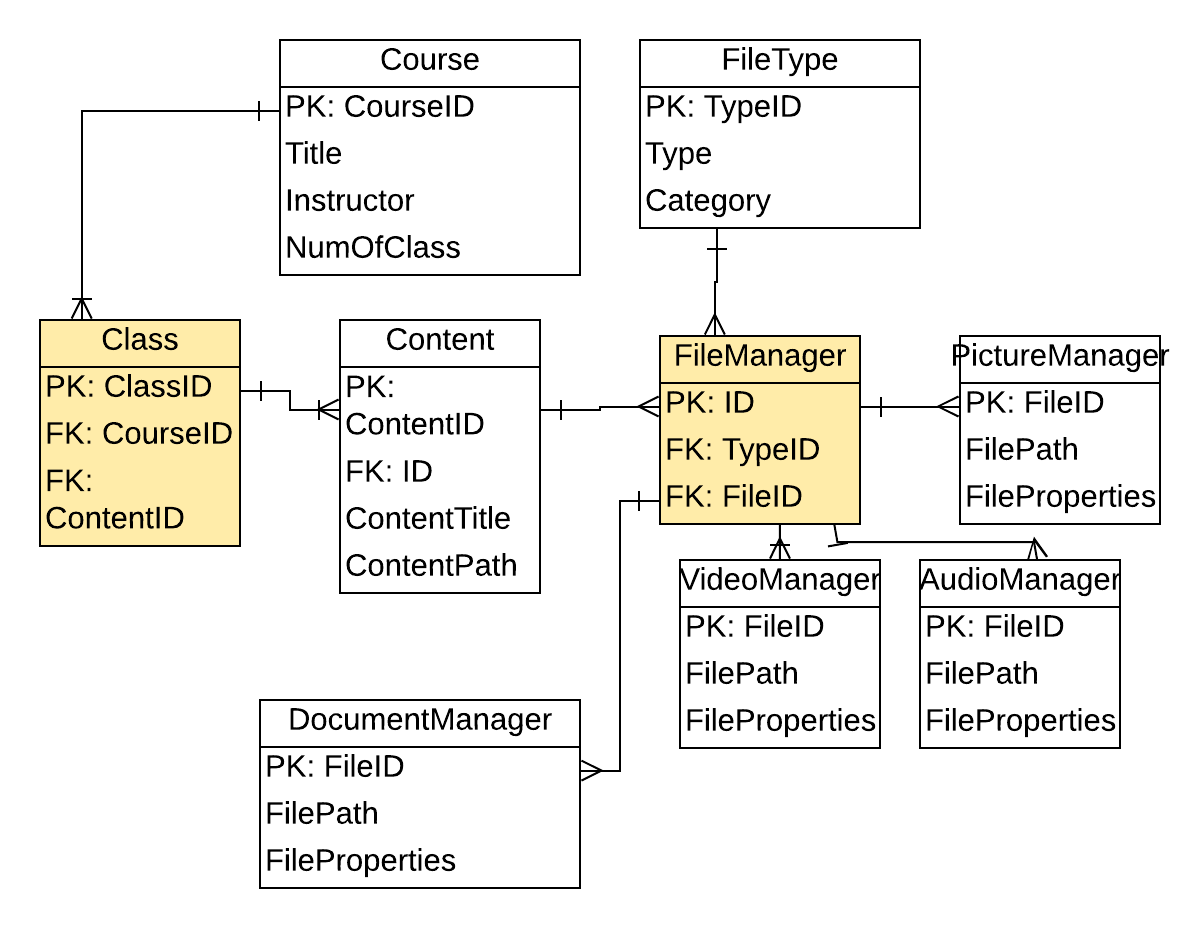 Course
PK: CourseID
Title
Instructor
NumOfClass
FileType
PK: TypeID
Type
Category
Class
PK: ClassID
FK: CourseID
FK:
ContentID
Content
PK:
ContentID
FK: ID
ContentTitle
ContentPath
FileManager
PK: ID
FK: TypeID
FK: FileID
PictureManager
PK: FileID
FilePath
FileProperties
VideoManager
PK: FileID
FilePath
FileProperties
AudioManager
PK: FileID
FilePath
FileProperties
DocumentManager
PK: FileID
FilePath
FileProperties